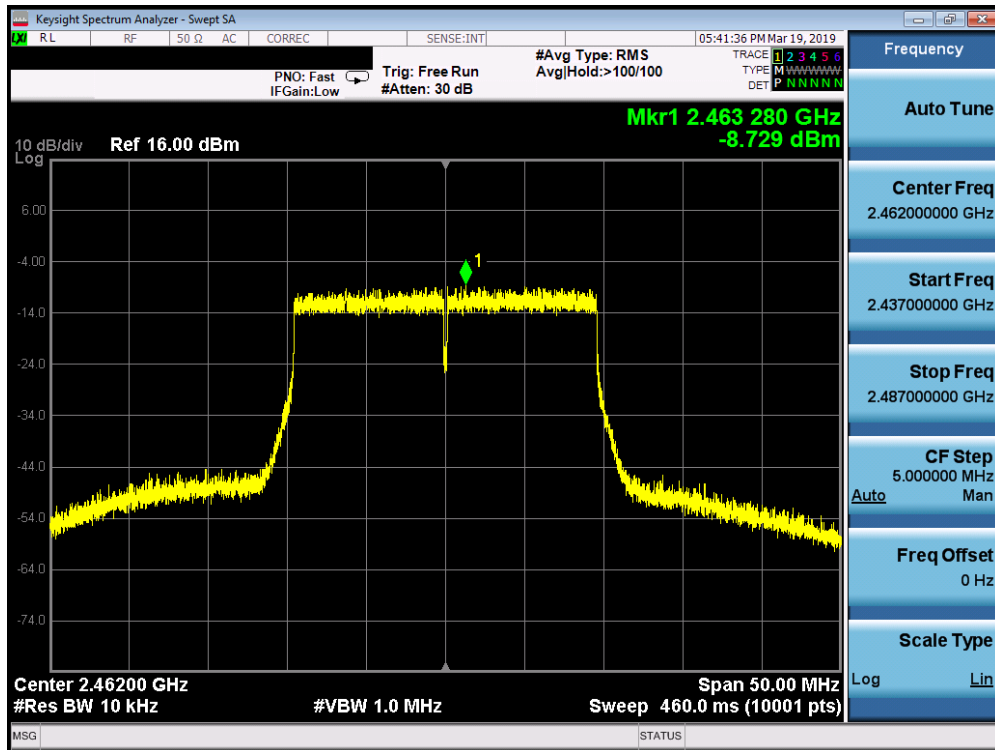 Keysight Spectrum Analyzer - Swept SA
LXI RL RF 50 Ω AC CORREC SENSE:INT 05:41:36 PM Mar 19, 2019
PNO: Fast Trig: Free Run #Avg Type: RMS TRACE 1 2 3 4 5 6
IFGain:Low #Atten: 30 dB Avg|Hold:>100/100 TYPE M WWWWW
DET P N N N N N
Mkr1 2.463 280 GHz
-8.729 dBm
10 dB/div Ref 16.00 dBm
Log
6.00
-4.00
1
-14.0
-24.0
-34.0
-44.0
-54.0
-64.0
-74.0
Center 2.46200 GHz Span 50.00 MHz
#Res BW 10 kHz #VBW 1.0 MHz Sweep 460.0 ms (10001 pts)
MSG STATUS
Frequency
Auto Tune
Center Freq
2.462000000 GHz
Start Freq
2.437000000 GHz
Stop Freq
2.487000000 GHz
CF Step
5.000000 MHz
Auto Man
Freq Offset
0 Hz
Scale Type
Log Lin